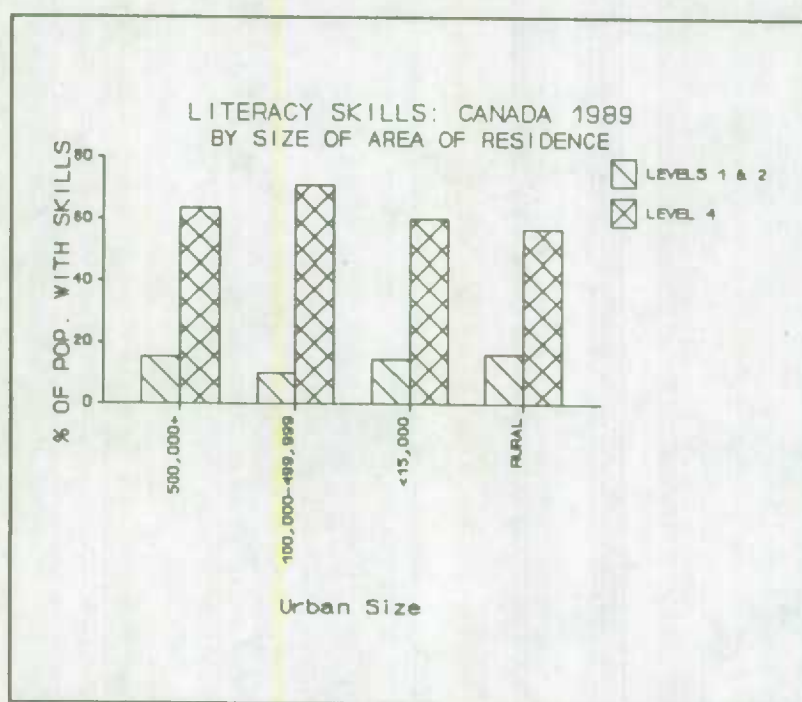 LITERACY SKILLS: CANADA 1989
BY SIZE OF AREA OF RESIDENCE
% OF POP. WITH SKILLS
80
60
40
20
0
LEVELS 1 & 2
LEVEL 4
500,000+
100,000-499,999
<15,000
RURAL
Urban Size